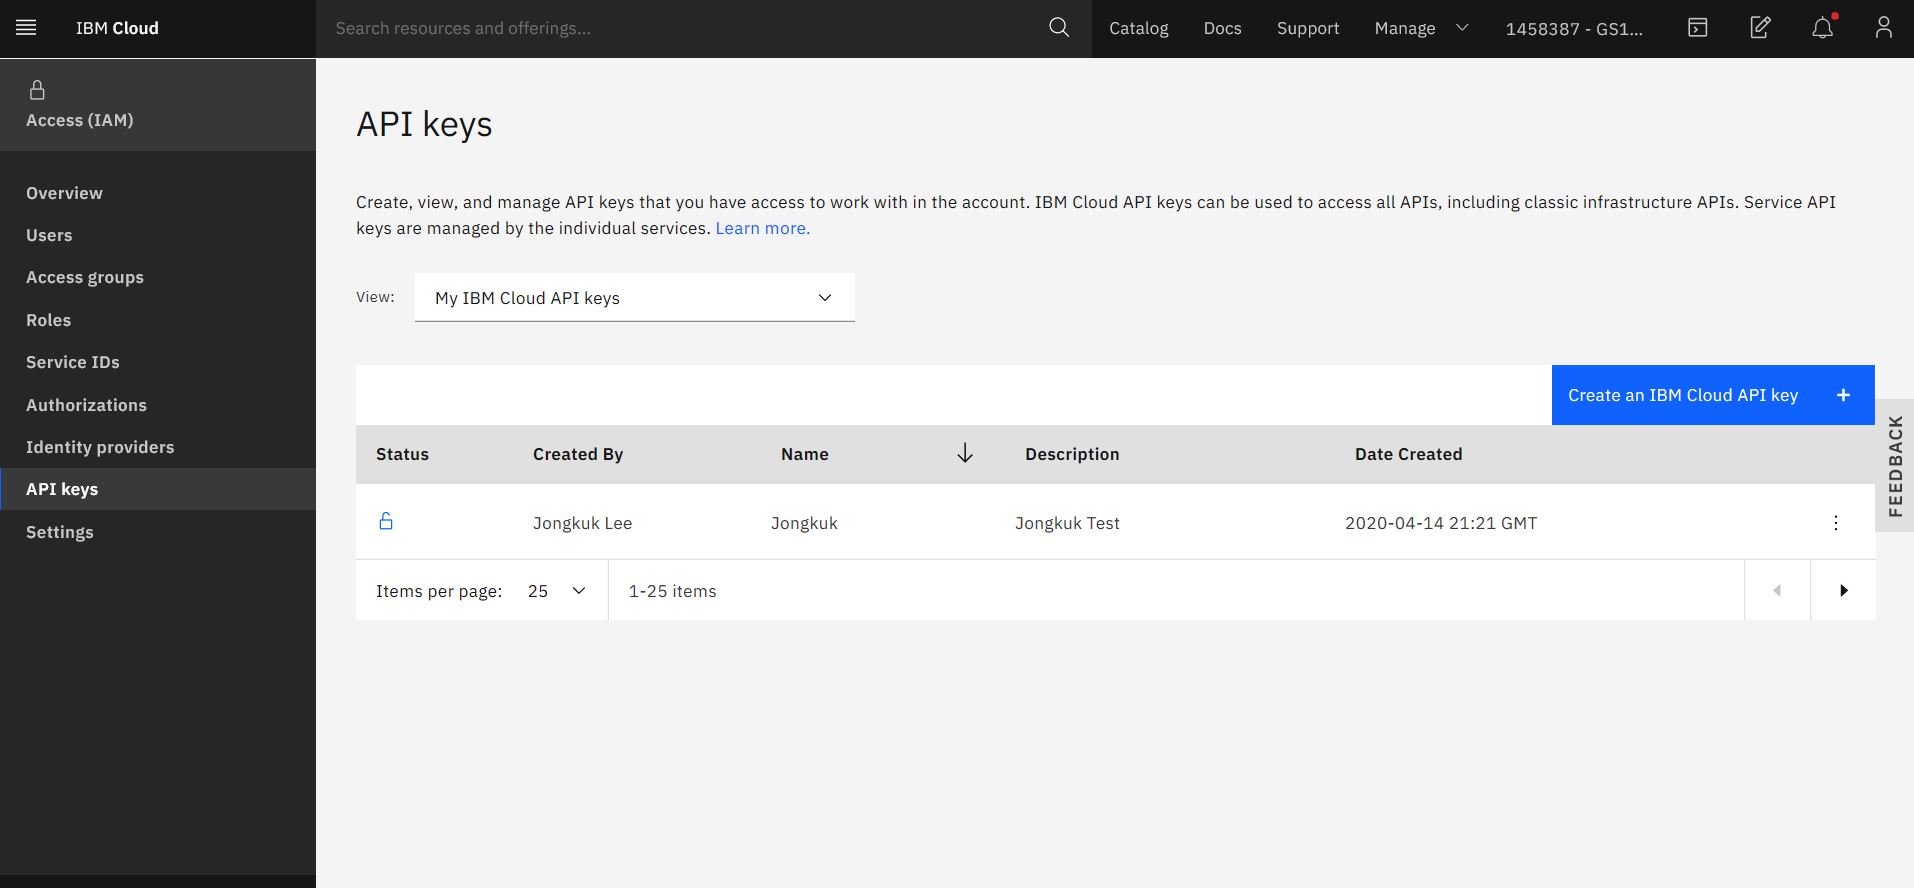 IBM Cloud
Search resources and offerings...
Catalog
Docs
Support
Manage
1458387 - GS1...
Access (IAM)
Overview
Users
Access groups
Roles
Service IDs
Authorizations
Identity providers
API keys
Settings
API keys
Create, view, and manage API keys that you have access to work with in the account. IBM Cloud API keys can be used to access all APIs, including classic infrastructure APIs. Service API
keys are managed by the individual services. Learn more.
View:
My IBM Cloud API keys
Create an IBM Cloud API key +
Status Created By Name Description Date Created
Jongkuk Lee Jongkuk Jongkuk Test 2020-04-14 21:21 GMT
Items per page: 25 1-25 items
FEEDBACK